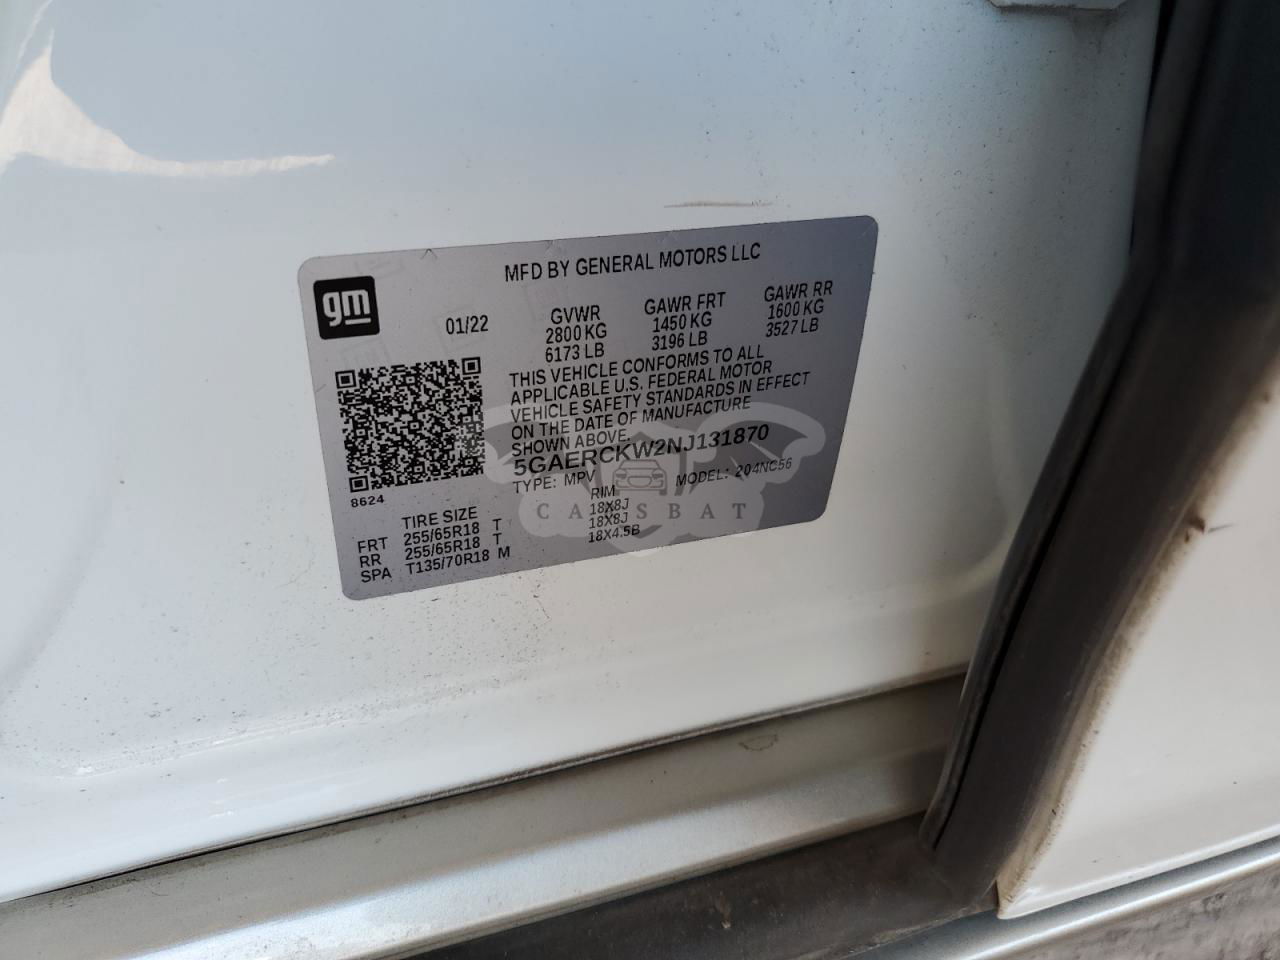 MFD BY GENERAL MOTORS LLC
gm
01/22
GVWR GAWR FRT GAWR RR
2800 KG 1450 KG 1600 KG
6173 LB 3196 LB 3527 LB
THIS VEHICLE CONFORMS TO ALL
APPLICABLE U.S. FEDERAL MOTOR
VEHICLE SAFETY STANDARDS IN EFFECT
ON THE DATE OF MANUFACTURE
SHOWN ABOVE.
5GAERCKW2NJ131870
TYPE: MPV MODEL: 204NC56
8624
TIRE SIZE RIM
FRT 255/65R18 T 18X8J
RR 255/65R18 T 18X8J
SPA T135/70R18 M 18X4.5B
CARSBAT